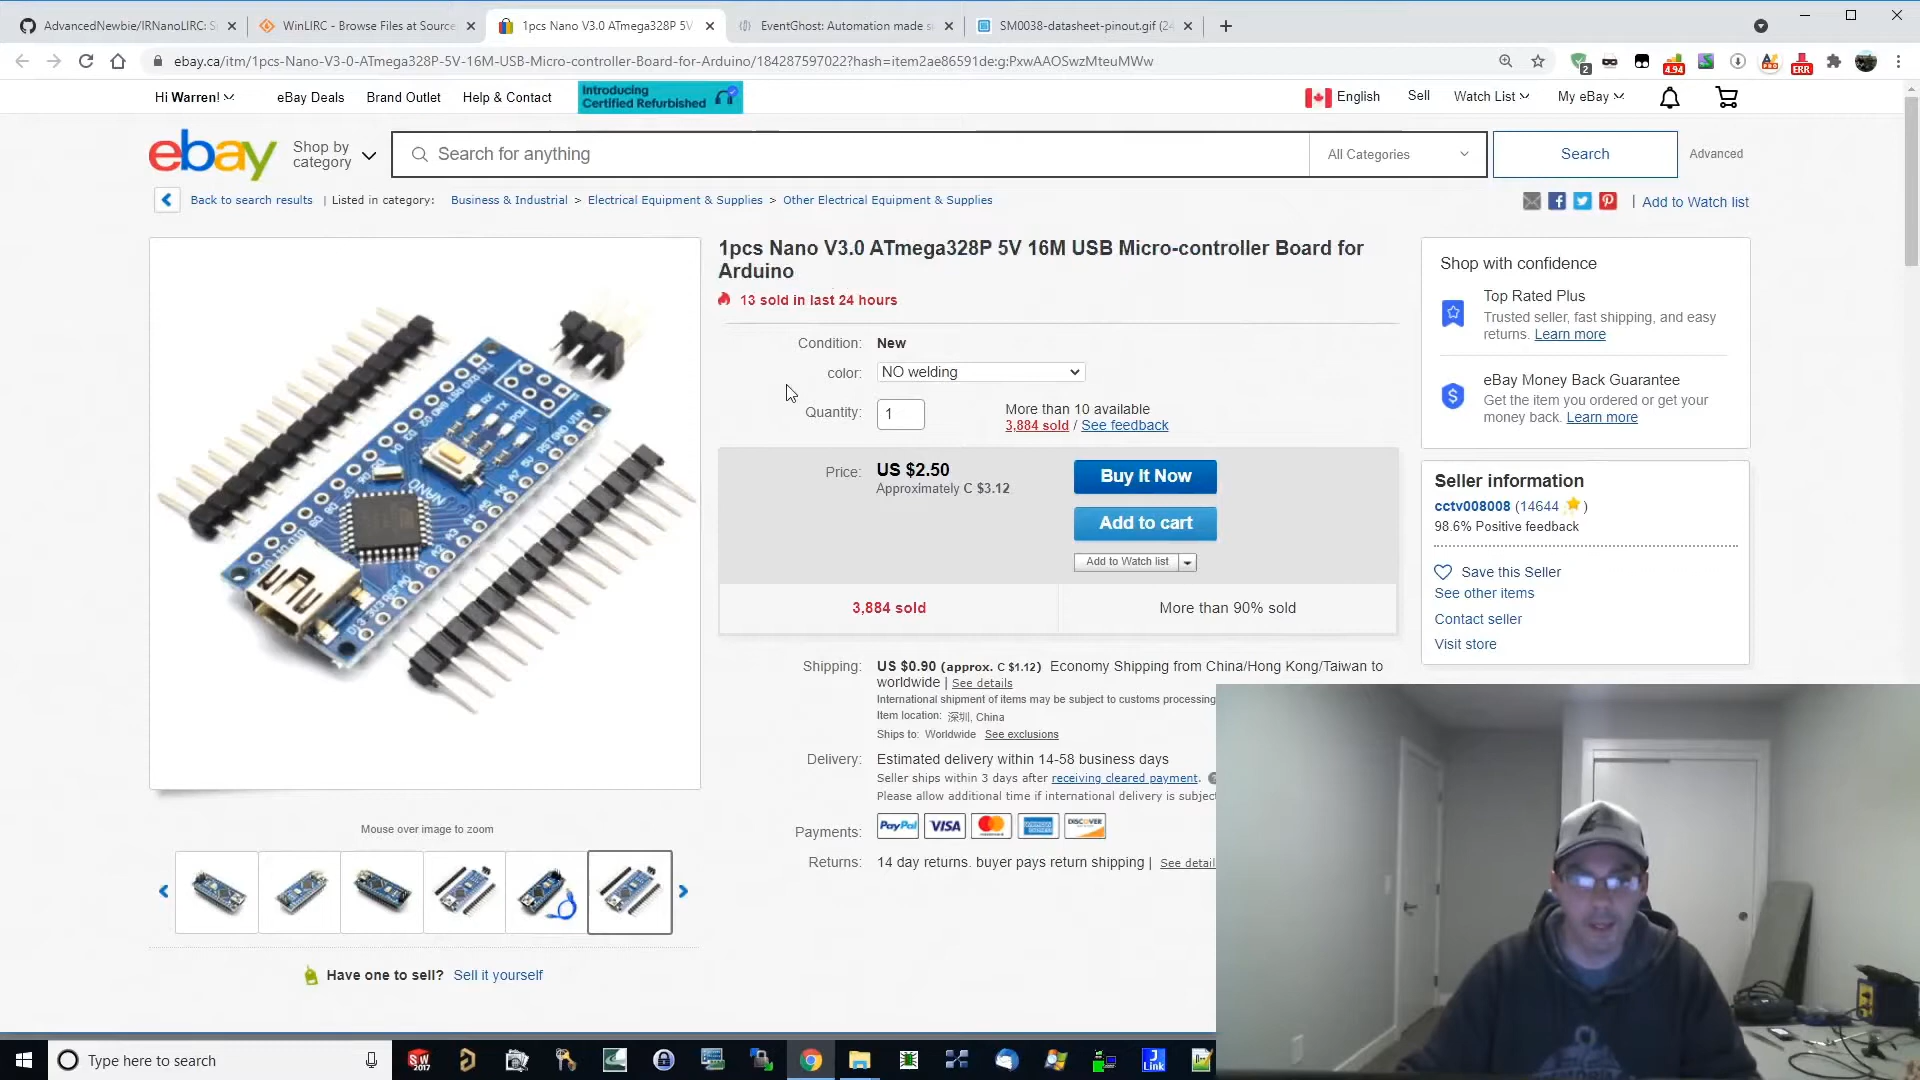 AdvancedNewbie/IRNanoLIRC: S
WinLIRC - Browse Files at Source
1pcs Nano V3.0 ATmega328P 5V
EventGhost: Automation made s
SM0038-datasheet-pinout.gif (24
ebay.ca/itm/1pcs-Nano-V3-0-ATmega328P-5V-16M-USB-Micro-controller-Board-for-Arduino/184287597022?hash=item2ae86591de:g:PxwAAOSwzMteuMWw
2
4.94
ERR
Hi Warren!
eBay Deals
Brand Outlet
Help & Contact
Introducing
Certified Refurbished
English
Sell
Watch List
My eBay
ebay
Shop by
category
Search for anything
All Categories
Search
Advanced
Back to search results | Listed in category: Business & Industrial > Electrical Equipment & Supplies > Other Electrical Equipment & Supplies
| Add to Watch list
1pcs Nano V3.0 ATmega328P 5V 16M USB Micro-controller Board for
Arduino
13 sold in last 24 hours
Condition: New
color: NO welding
Quantity: 1
More than 10 available
3,884 sold / See feedback
Price: US $2.50
Approximately C $3.12
Buy It Now
Add to cart
Add to Watch list
3,884 sold
More than 90% sold
Shipping: US $0.90 (approx. C $1.12) Economy Shipping from China/Hong Kong/Taiwan to
worldwide | See details
International shipment of items may be subject to customs processing
Item location: 深圳, China
Ships to: Worldwide See exclusions
Delivery: Estimated delivery within 14-58 business days
Seller ships within 3 days after receiving cleared payment.
Please allow additional time if international delivery is subject
Payments: PayPal VISA DISCOVER
Returns: 14 day returns. buyer pays return shipping | See detail
Shop with confidence
Top Rated Plus
Trusted seller, fast shipping, and easy
returns. Learn more
eBay Money Back Guarantee
Get the item you ordered or get your
money back. Learn more
Seller information
cctv008008 (14644 )
98.6% Positive feedback
Save this Seller
See other items
Contact seller
Visit store
Mouse over image to zoom
Have one to sell? Sell it yourself
Type here to search
SW
2017
J
Link